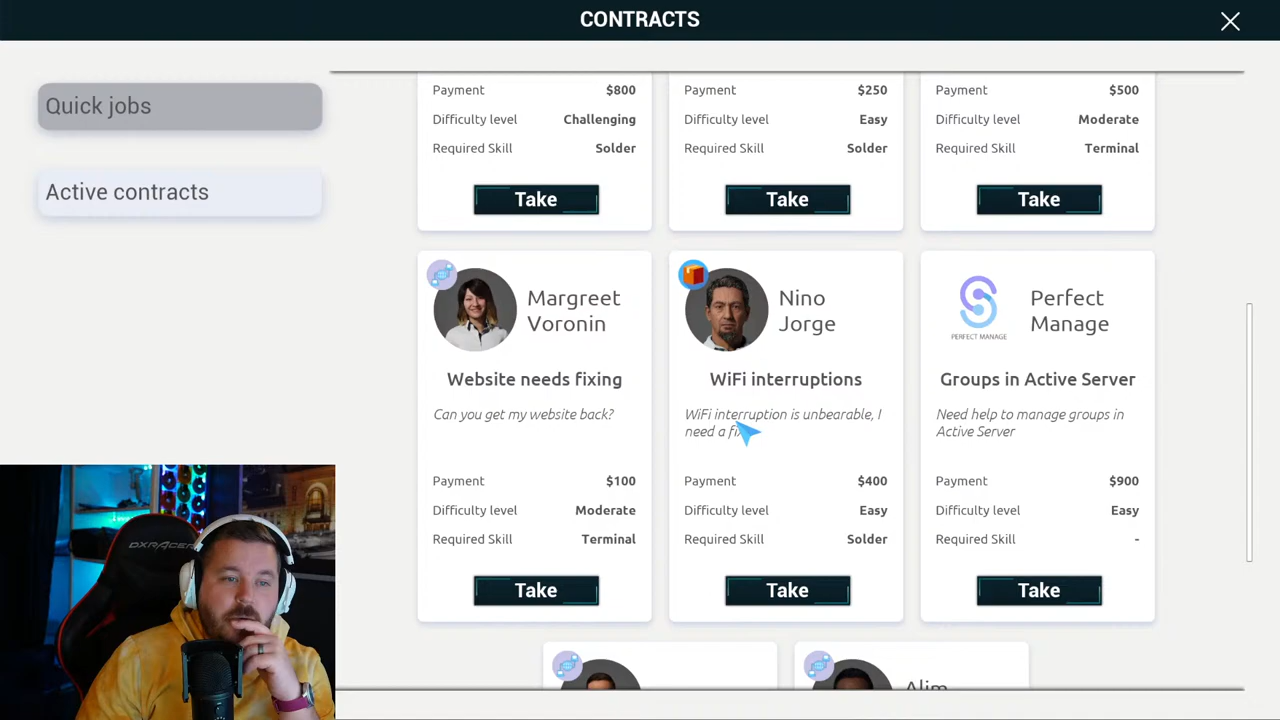 CONTRACTS
Quick jobs
Active contracts
Payment $800
Difficulty level Challenging
Required Skill Solder
Take
Payment $250
Difficulty level Easy
Required Skill Solder
Take
Payment $500
Difficulty level Moderate
Required Skill Terminal
Take
Margreet
Voronin
Website needs fixing
Can you get my website back?
Payment $100
Difficulty level Moderate
Required Skill Terminal
Take
Nino
Jorge
WiFi interruptions
WiFi interruption is unbearable, I
need a
Payment $400
Difficulty level Easy
Required Skill Solder
Take
PERFECT MANAGE
Perfect
Manage
Groups in Active Server
Need help to manage groups in
Active Server
Payment $900
Difficulty level Easy
Required Skill -
Take
Alim
DXRACER